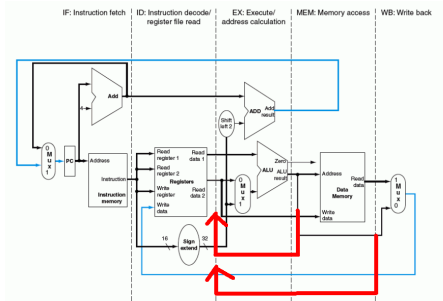 IF: Instruction fetch
ID: Instruction decode/
register file read
EX: Execute/
address calculation
MEM: Memory access
WB: Write back
Add
4
Shift
left 2
ADD
Add
result
0
M
u
x
1
PC
Address
Instruction
Instruction
memory
Read
register 1
Read
register 2
Write
register
Write
data
Registers
Read
data 1
Read
data 2
0
M
u
x
1
Zero
ALU
ALU
result
Address
Write
data
Data
Memory
Read
data
1
M
u
x
0
16
Sign
extend
32